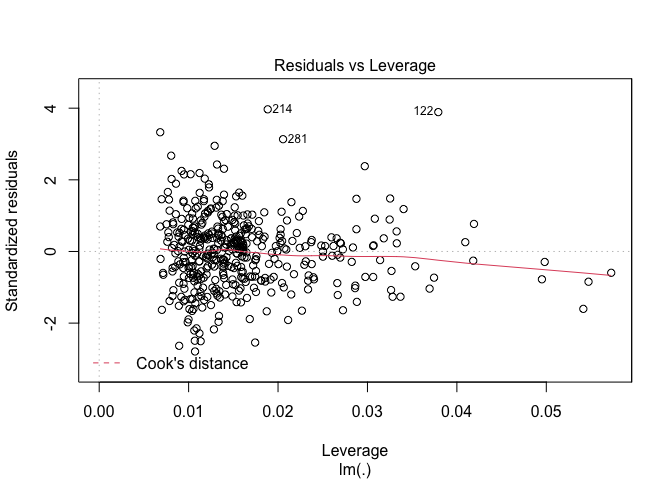 Residuals vs Leverage
Standardized residuals
4
2
0
-2
214
122
281
Cook's distance
0.00 0.01 0.02 0.03 0.04 0.05
Leverage
lm(.)